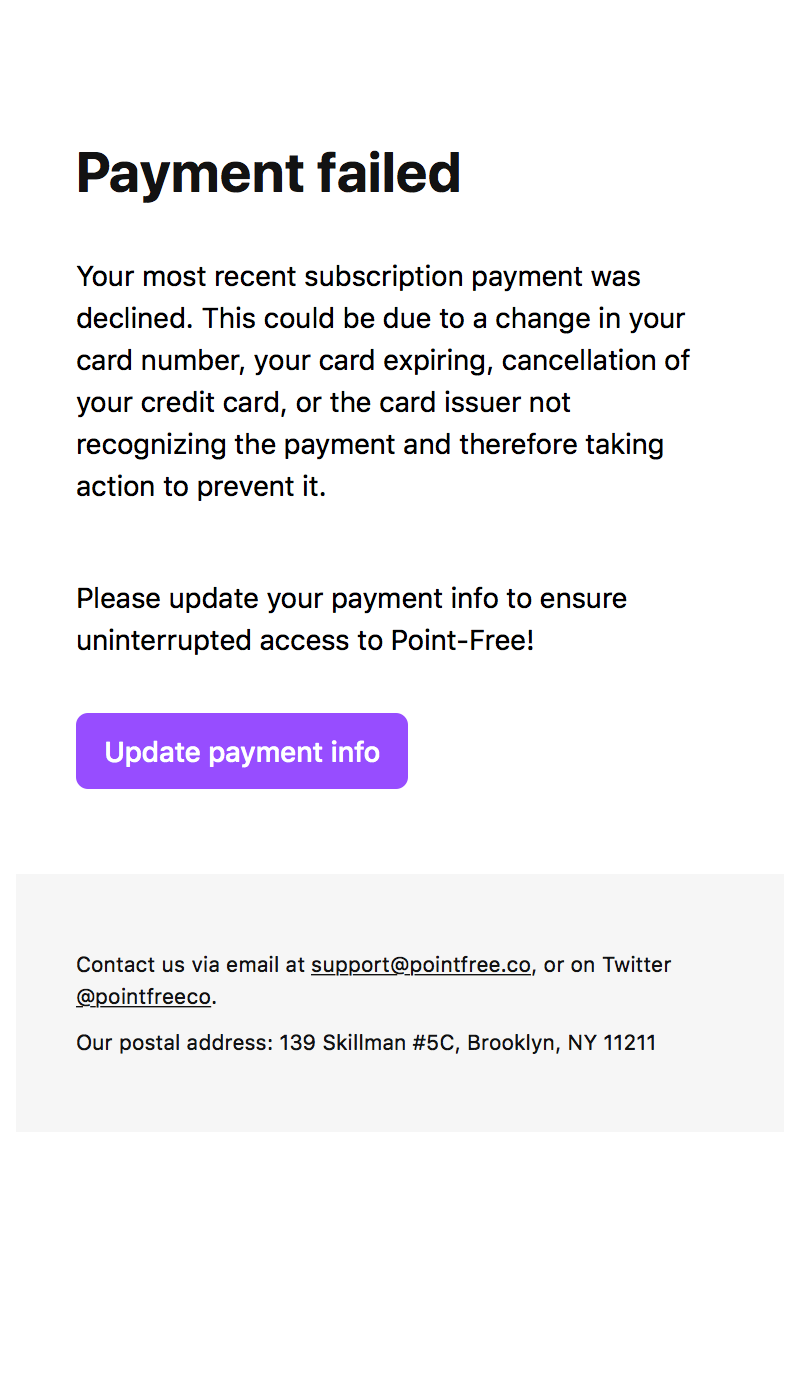 Payment failed
Your most recent subscription payment was
declined. This could be due to a change in your
card number, your card expiring, cancellation of
your credit card, or the card issuer not
recognizing the payment and therefore taking
action to prevent it.
Please update your payment info to ensure
uninterrupted access to Point-Free!
Update payment info
Contact us via email at support@pointfree.co, or on Twitter
@pointfreeco.
Our postal address: 139 Skillman #5C, Brooklyn, NY 11211